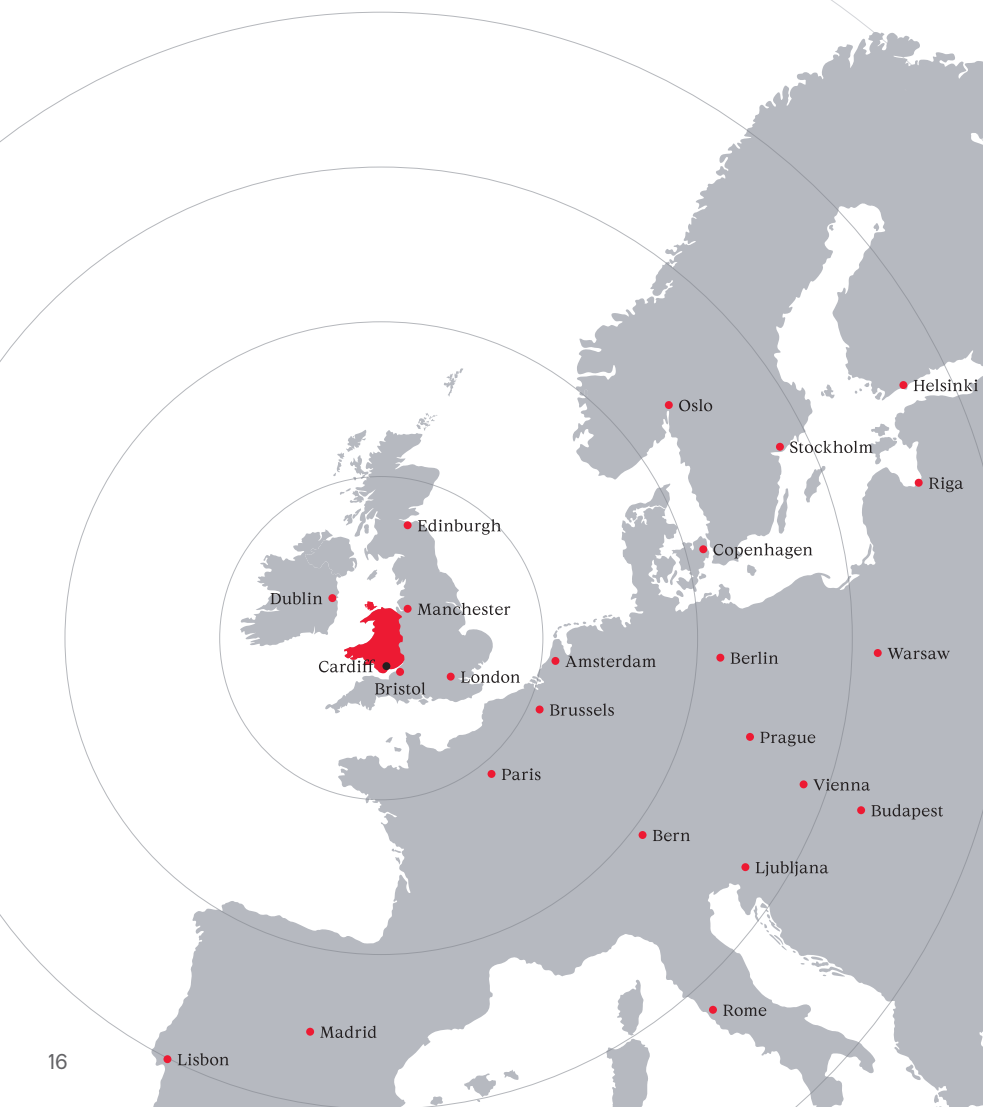 Helsinki
Oslo
Stockholm
Riga
Edinburgh
Copenhagen
Dublin
Manchester
Warsaw
Berlin
Amsterdam
Cardiff
London
Bristol
Brussels
Prague
Paris
Vienna
Budapest
Bern
Ljubljana
Rome
Madrid
Lisbon
16